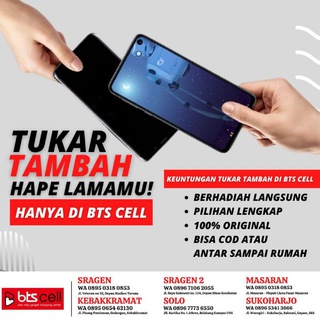 TUKAR
TAMBAH
HAPE LAMAMU!
HANYA DI BTS CELL
KEUNTUNGAN TUKAR TAMBAH DI BTS CELL
• BERHADIAH LANGSUNG
• PILIHAN LENGKAP
• 100% ORIGINAL
• BISA COD ATAU
ANTAR SAMPAI RUMAH
bts cell
SRAGEN
WA 0895 0318 0853
KEBAKKRAMAT
WA 0895 0654 62130
SRAGEN 2
WA 0896 7106 2055
SOLO
WA 0896 7772 6550
MASARAN
WA 0895 0318 0853
SUKOHARJO
WA 0896 5341 3666